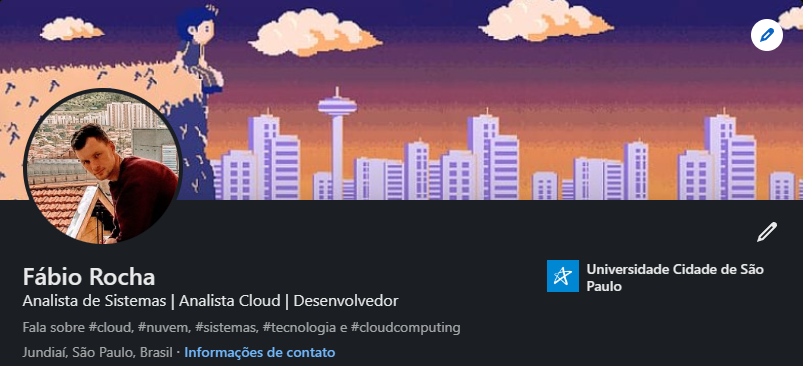 Fábio Rocha
Analista de Sistemas | Analista Cloud | Desenvolvedor
Fala sobre #cloud, #nuvem, #sistemas, #tecnologia e #cloudcomputing
Jundiaí, São Paulo, Brasil · Informações de contato
Universidade Cidade de São
Paulo